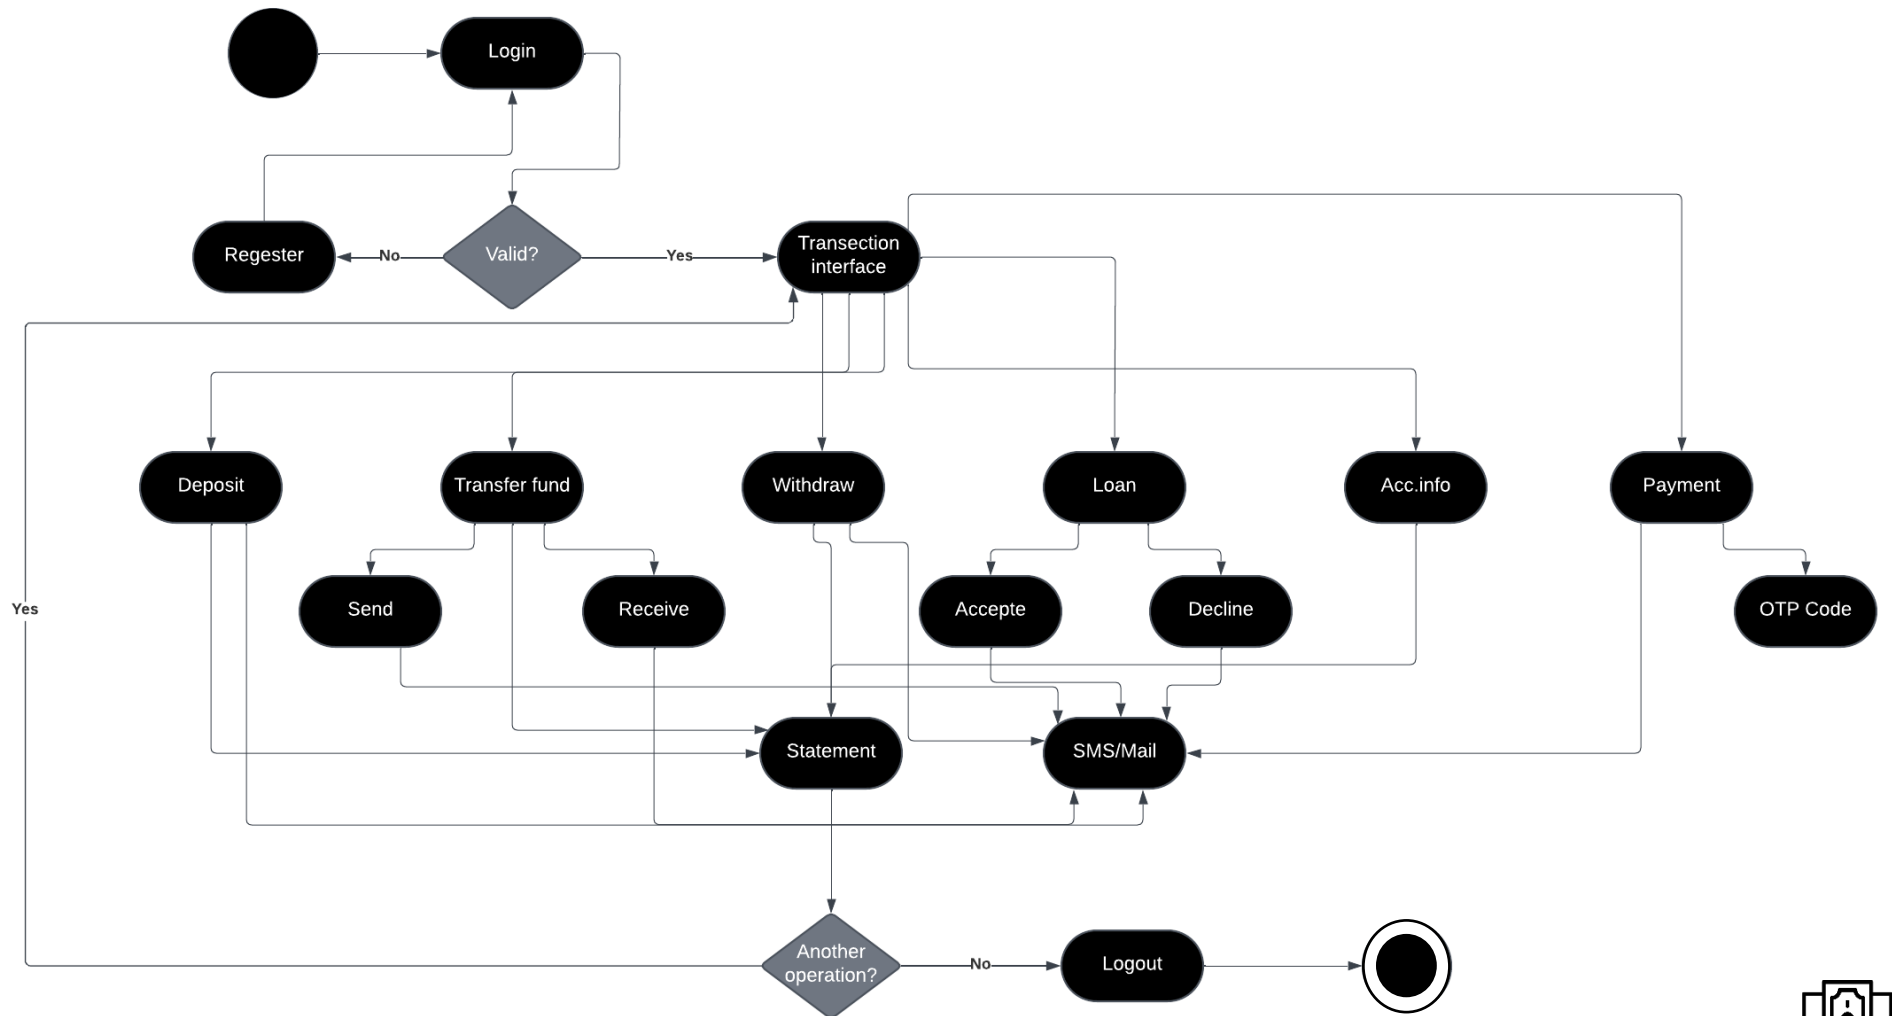 Login
Regester
No
Valid?
Yes
Transection
interface
Deposit
Transfer fund
Withdraw
Loan
Acc.info
Payment
Send
Receive
Accepte
Decline
OTP Code
Yes
Statement
SMS/Mail
Another
operation?
No
Logout